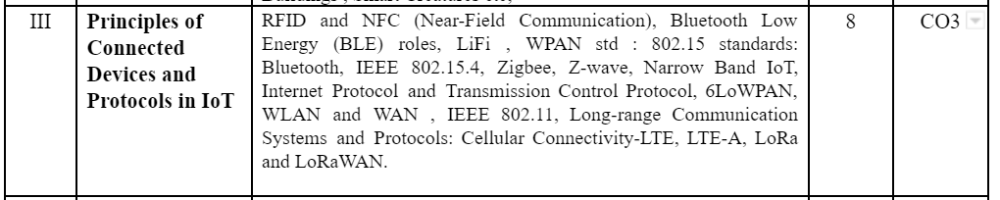 III
Principles of
Connected
Devices and
Protocols in IoT
RFID and NFC (Near-Field Communication), Bluetooth Low
Energy (BLE) roles, LiFi , WPAN std : 802.15 standards:
Bluetooth, IEEE 802.15.4, Zigbee, Z-wave, Narrow Band IoT,
Internet Protocol and Transmission Control Protocol, 6LoWPAN,
WLAN and WAN , IEEE 802.11, Long-range Communication
Systems and Protocols: Cellular Connectivity-LTE, LTE-A, LoRa
and LoRaWAN.
8
CO3